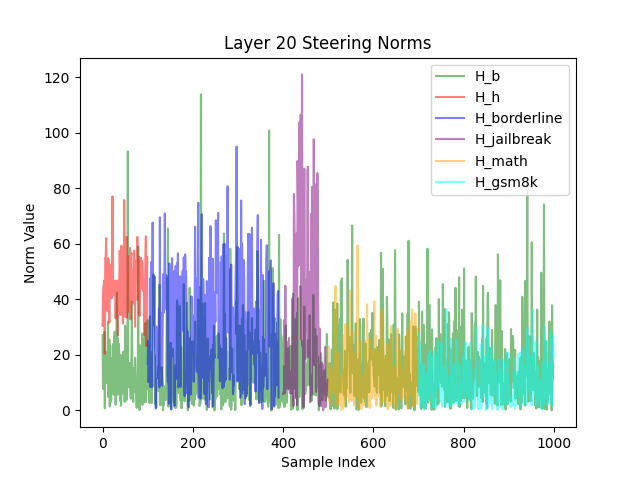 Layer 20 Steering Norms
H_b
H_h
H_borderline
H_jailbreak
H_math
H_gsm8k
Norm Value
120
100
80
60
40
20
0
0
200
400
600
800
1000
Sample Index